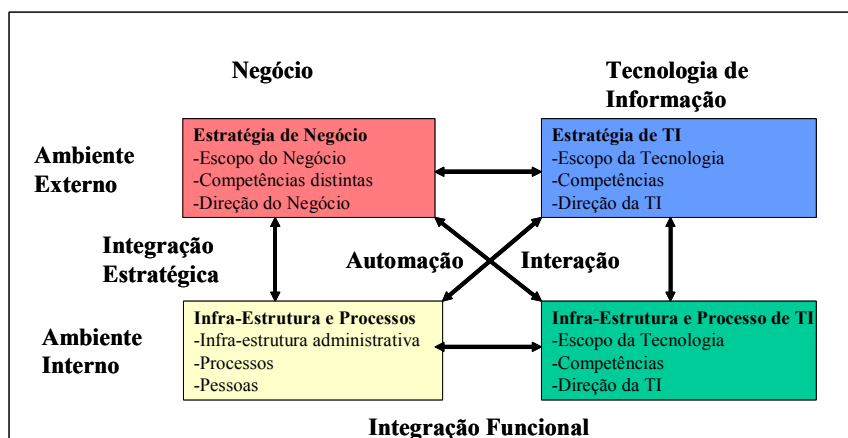 Negócio
Tecnologia de
Informação
Ambiente
Externo
Estratégia de Negócio
-Escopo do Negócio
-Competências distintas
-Direção do Negócio
Estratégia de TI
-Escopo da Tecnologia
-Competências
-Direção da TI
Integração
Estratégica
Automação
Interação
Ambiente
Interno
Infra-Estrutura e Processos
-Infra-estrutura administrativa
-Processos
-Pessoas
Infra-Estrutura e Processo de TI
-Escopo da Tecnologia
-Competências
-Direção da TI
Integração Funcional